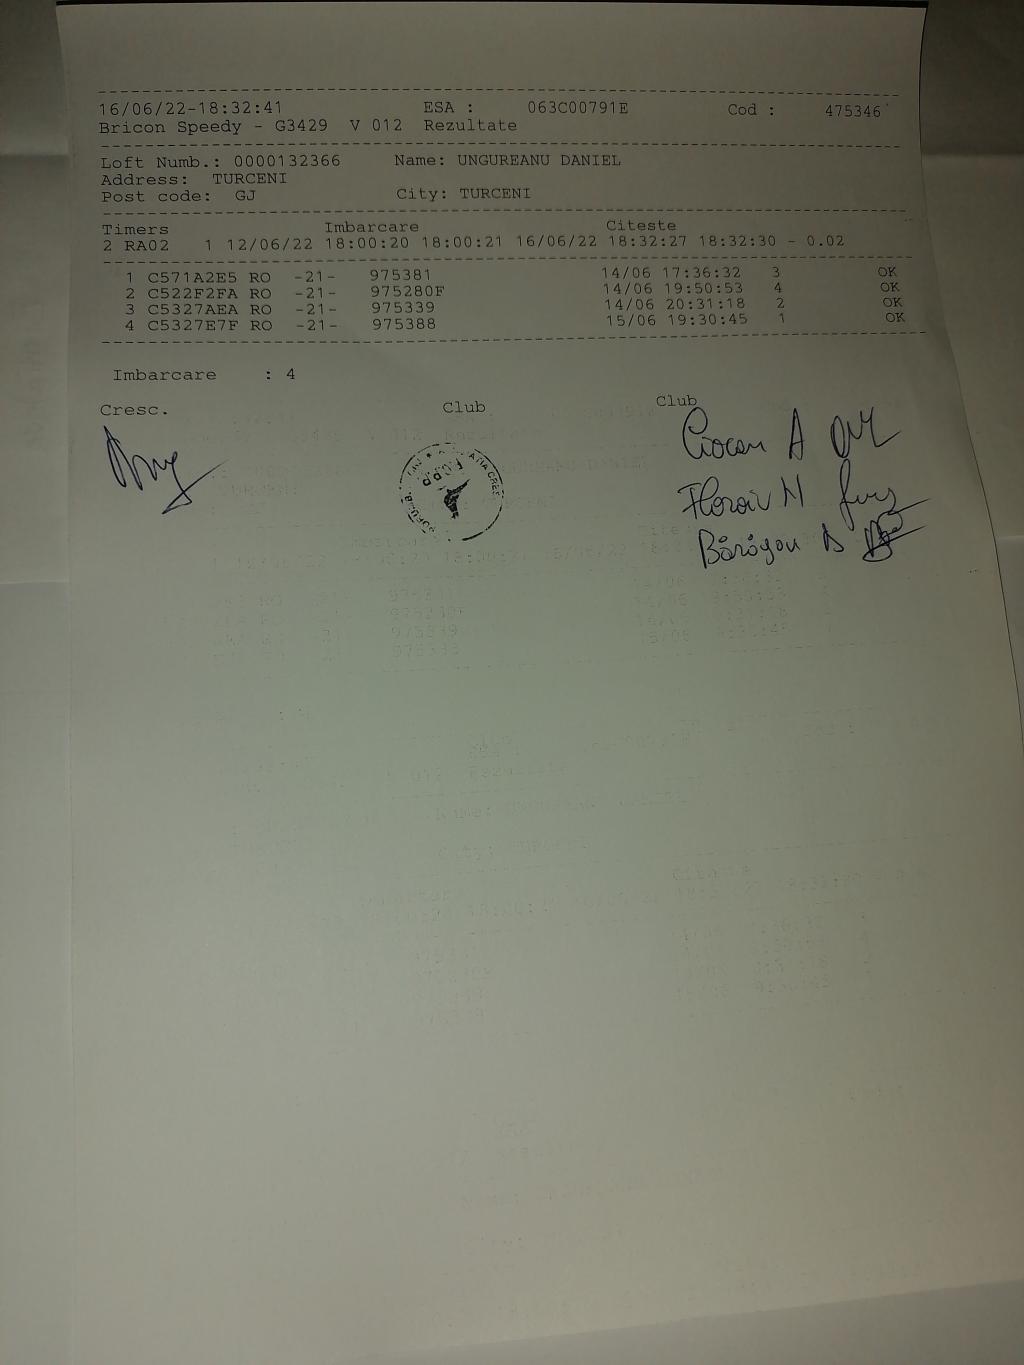 16/06/22-18:32:41 ESA : 063C00791E Cod : 475346
Bricon Speedy - G3429 V 012 Rezultate
Loft Numb.: 0000132366 Name: UNGUREANU DANIEL
Address: TURCENI
Post code: GJ City: TURCENI
Timers Imbarcare Citeste
2 RA02 1 12/06/22 18:00:20 18:00:21 16/06/22 18:32:27 18:32:30 - 0.02
1 C571A2E5 RO -21- 975381 14/06 17:36:32 3 OK
2 C522F2FA RO -21- 975280F 14/06 19:50:53 4 OK
3 C5327AEA RO -21- 975339 14/06 20:31:18 2 OK
4 C5327E7F RO -21- 975388 15/06 19:30:45 1 OK
Imbarcare : 4
Cresc. Club Club
Ciocan A
Floroiu M
Bărăgan D